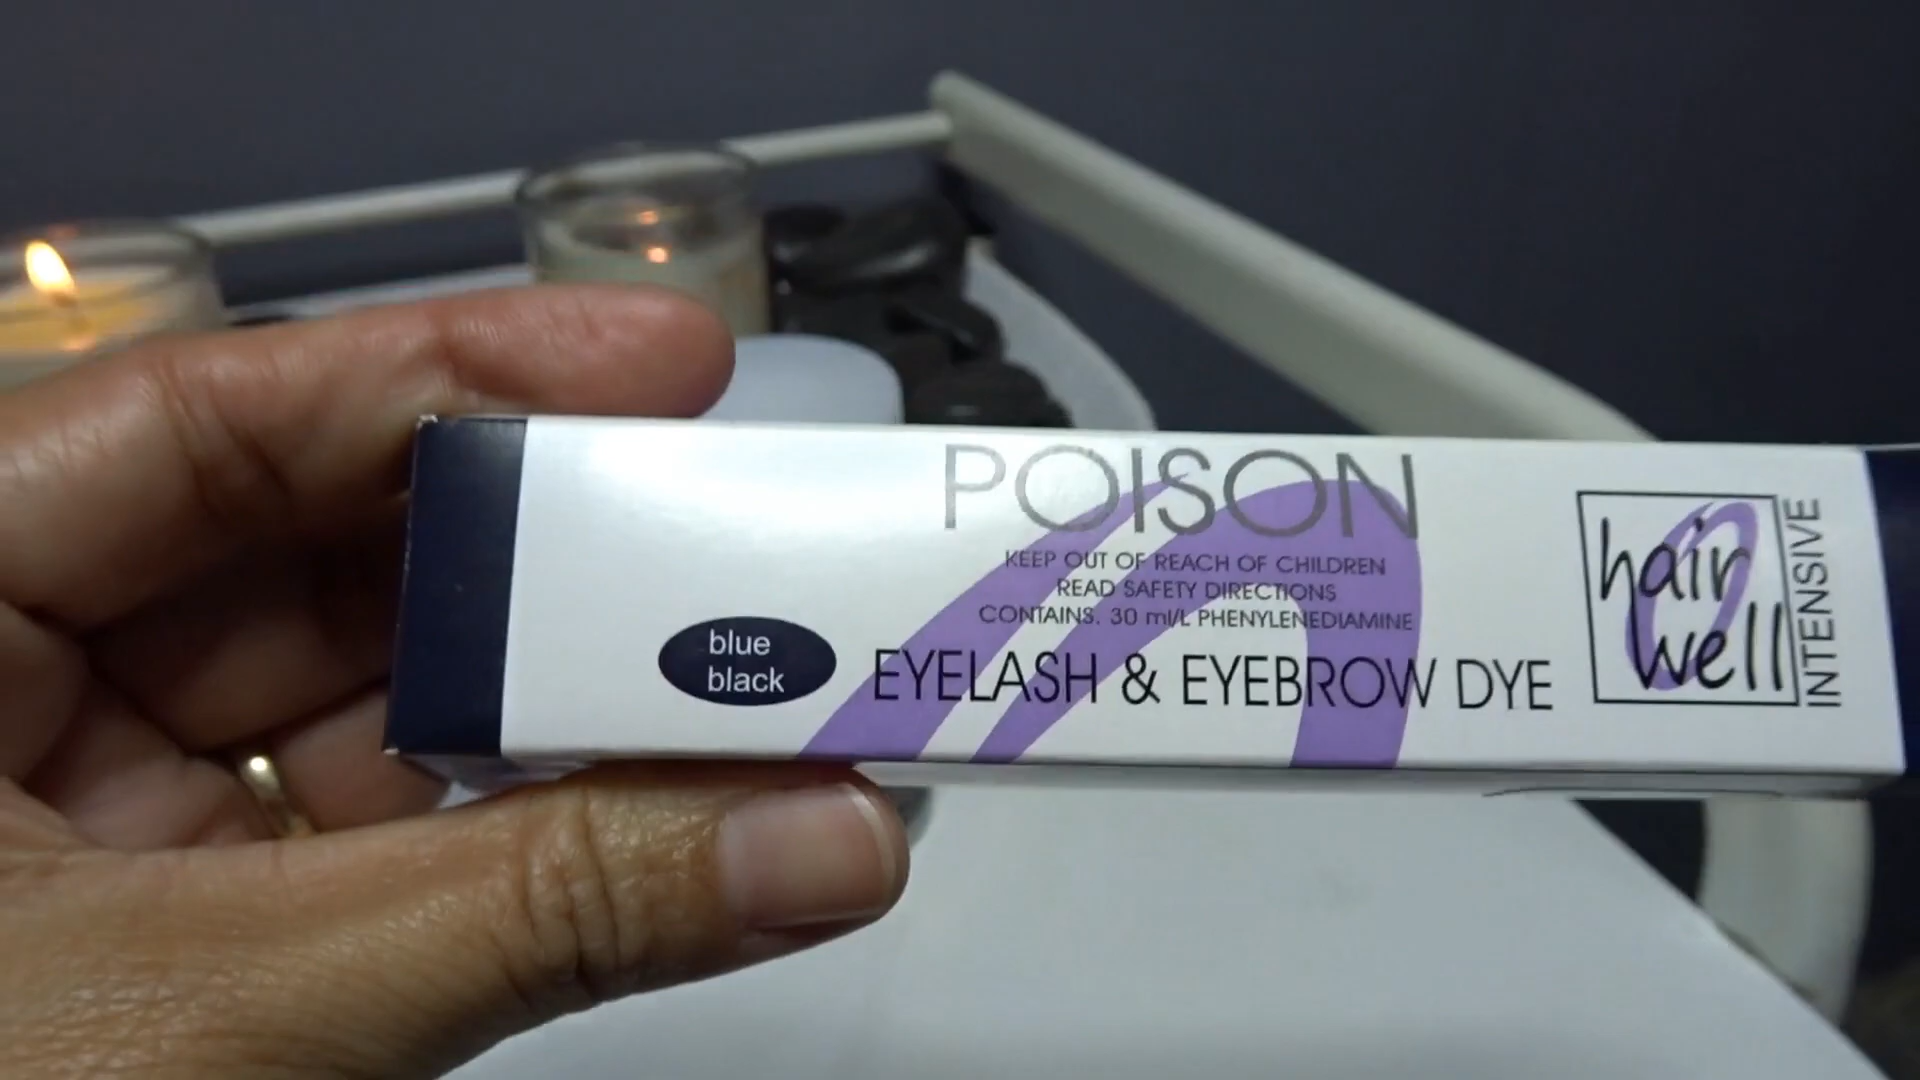 POISON
KEEP OUT OF REACH OF CHILDREN
READ SAFETY DIRECTIONS
CONTAINS. 30 ml/L PHENYLENEDIAMINE
blue
black
EYELASH & EYEBROW DYE
hair
well
INTENSIVE